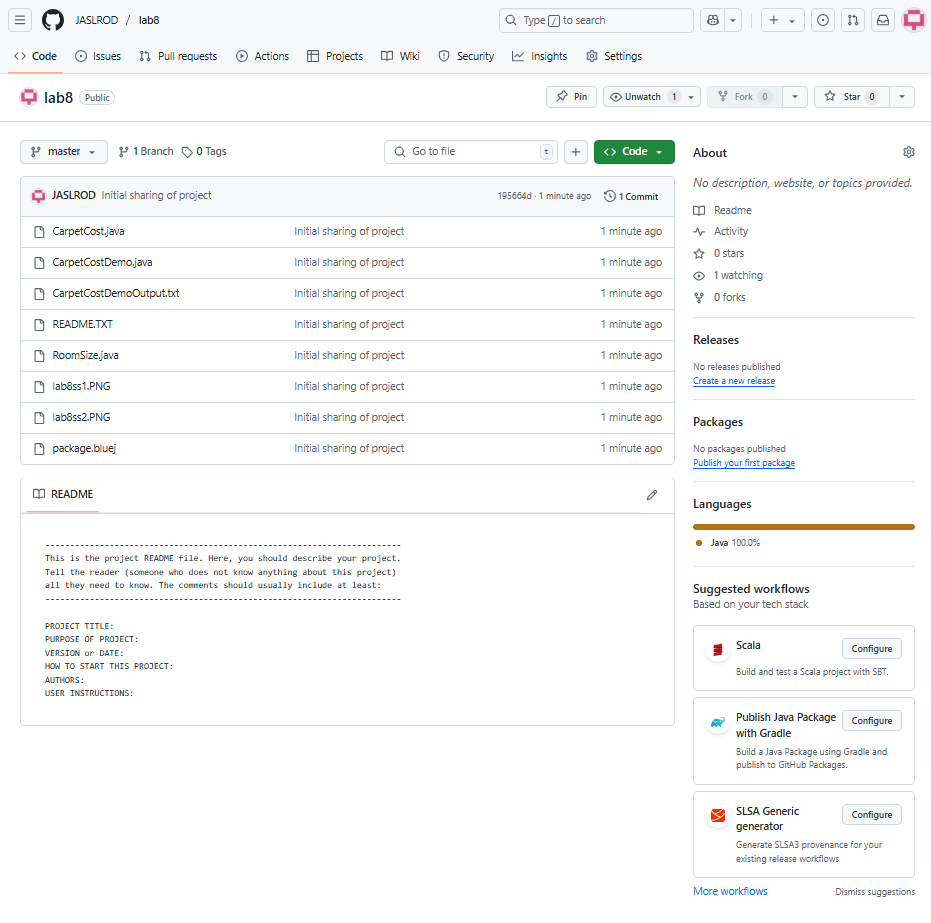 JASLROD / lab8
Type / to search
Code
Issues
Pull requests
Actions
Projects
Wiki
Security
Insights
Settings
lab8 Public
Pin
Unwatch 1
Fork 0
Star 0
master
1 Branch
0 Tags
Go to file t
Code
JASLROD Initial sharing of project 195664d · 1 minute ago 1 Commit
CarpetCost.java Initial sharing of project 1 minute ago
CarpetCostDemo.java Initial sharing of project 1 minute ago
CarpetCostDemoOutput.txt Initial sharing of project 1 minute ago
README.TXT Initial sharing of project 1 minute ago
RoomSize.java Initial sharing of project 1 minute ago
lab8ss1.PNG Initial sharing of project 1 minute ago
lab8ss2.PNG Initial sharing of project 1 minute ago
package.bluej Initial sharing of project 1 minute ago
README
------------------------------------------------------------------------
This is the project README file. Here, you should describe your project.
Tell the reader (someone who does not know anything about this project)
all they need to know. The comments should usually include at least:
------------------------------------------------------------------------
PROJECT TITLE:
PURPOSE OF PROJECT:
VERSION or DATE:
HOW TO START THIS PROJECT:
AUTHORS:
USER INSTRUCTIONS:
About
No description, website, or topics provided.
Readme
Activity
0 stars
1 watching
0 forks
Releases
No releases published
Create a new release
Packages
No packages published
Publish your first package
Languages
Java 100.0%
Suggested workflows
Based on your tech stack
Scala
Configure
Build and test a Scala project with SBT.
Publish Java Package
with Gradle
Configure
Build a Java Package using Gradle and
publish to GitHub Packages.
SLSA Generic
generator
Configure
Generate SLSA3 provenance for your
existing release workflows
More workflows
Dismiss suggestions